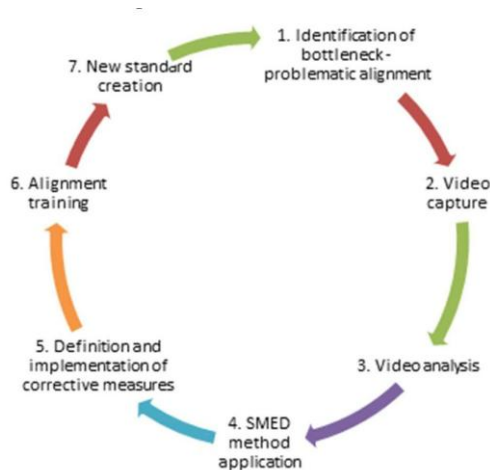 1. Identification of
bottleneck-
problematic alignment
2. Video
capture
3. Video analysis
4. SMED
method
application
5. Definition and
implementation of
corrective measures
6. Alignment
training
7. New standard
creation